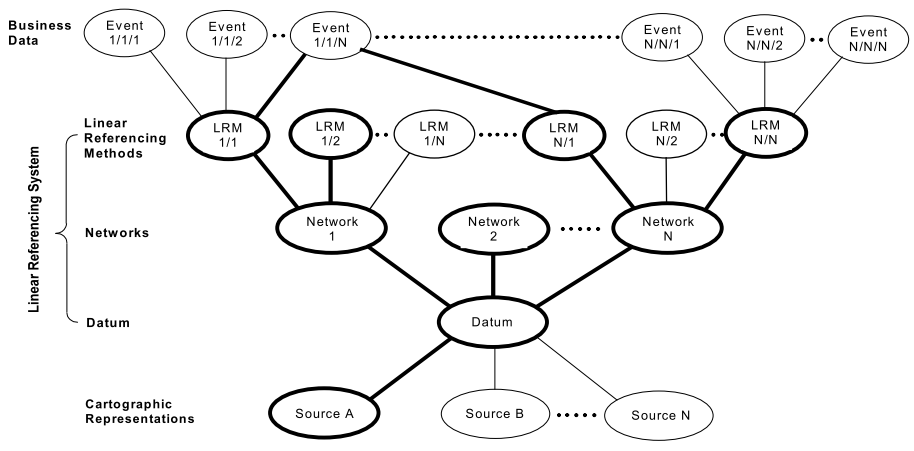 Business
Data
Event
1/1/1
Event
1/1/2
Event
1/1/N
Event
N/N/1
Event
N/N/2
Event
N/N/N
Linear Referencing System
Linear
Referencing
Methods
LRM
1/1
LRM
1/2
LRM
1/N
LRM
N/1
LRM
N/2
LRM
N/N
Networks
Network
1
Network
2
Network
N
Datum
Datum
Cartographic
Representations
Source A
Source B
Source N